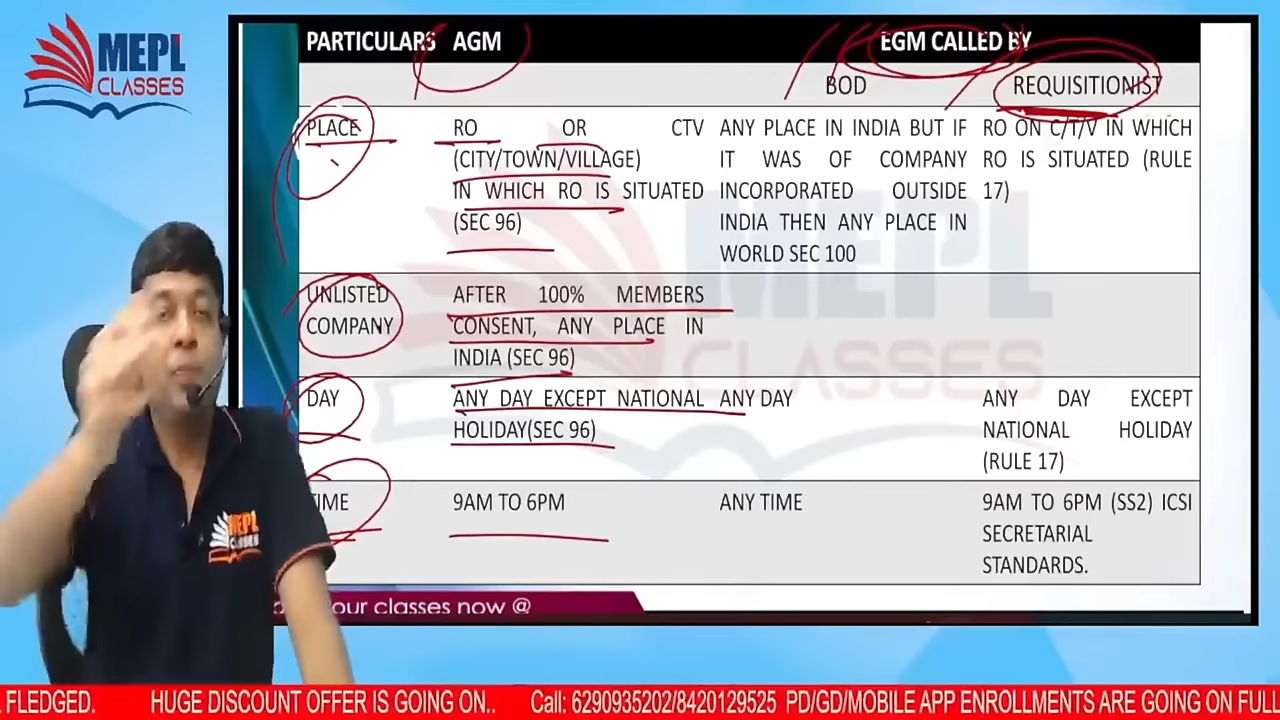 MEPL
CLASSES
PARTICULARS AGM EGM CALLED BY
BOD REQUISITIONIST
PLACE
RO OR CTV
(CITY/TOWN/VILLAGE)
IN WHICH RO IS SITUATED
(SEC 96)
ANY PLACE IN INDIA BUT IF
IT WAS OF COMPANY
INCORPORATED OUTSIDE
INDIA THEN ANY PLACE IN
WORLD SEC 100
RO ON C/T/V IN WHICH
RO IS SITUATED (RULE
17)
UNLISTED
COMPANY
AFTER 100% MEMBERS
CONSENT, ANY PLACE IN
INDIA (SEC 96)
DAY
ANY DAY EXCEPT NATIONAL
HOLIDAY(SEC 96)
ANY DAY
ANY DAY EXCEPT
NATIONAL HOLIDAY
(RULE 17)
TIME
9AM TO 6PM
ANY TIME
9AM TO 6PM (SS2) ICSI
SECRETARIAL
STANDARDS.
MEPL
CLASSES
MEPL
CLASSES
our classes now @
FLEDGED. HUGE DISCOUNT OFFER IS GOING ON.. Call: 6290935202/8420129525 PD/GD/MOBILE APP ENROLLMENTS ARE GOING ON FULL